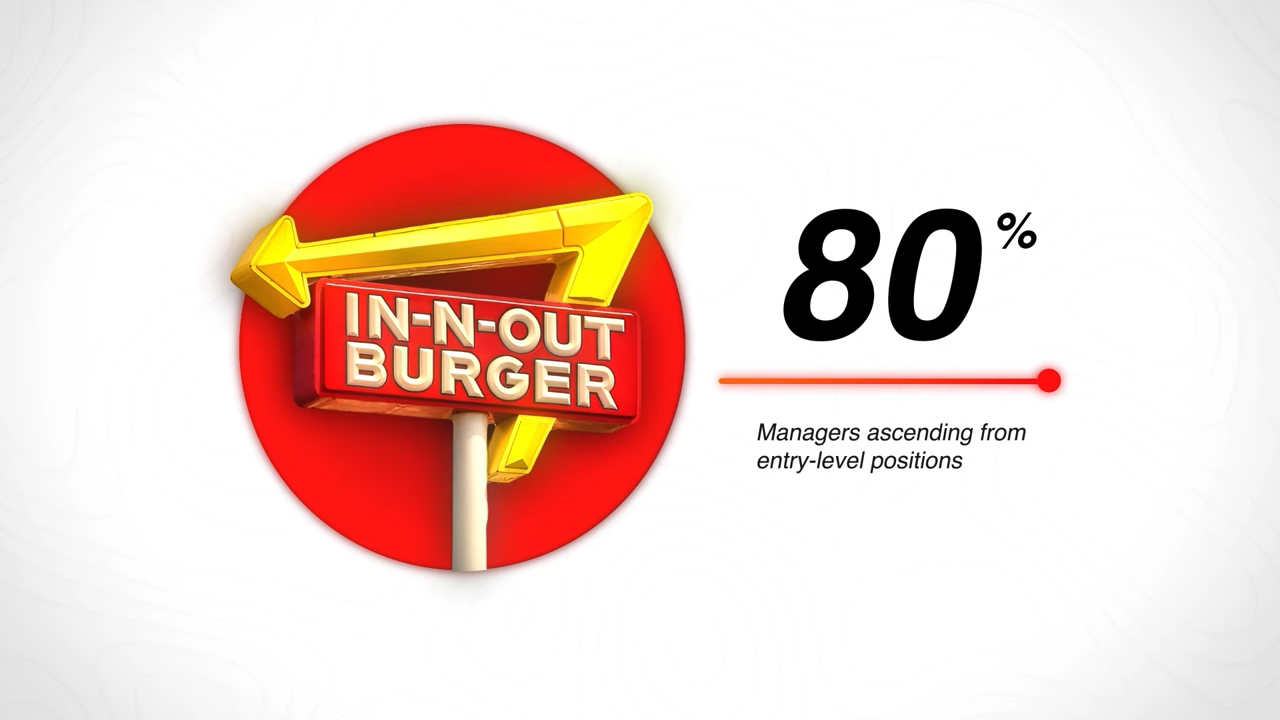 IN-N-OUT
BURGER
80%
Managers ascending from
entry-level positions